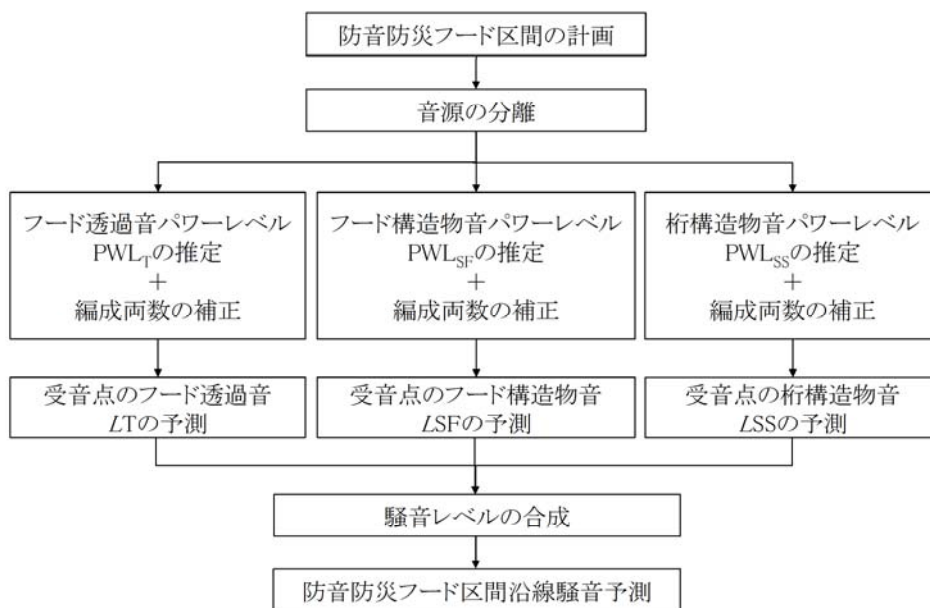 防音防災フード区間の計画
音源の分離
フード透過音パワーレベル
PWL_Tの推定
+
編成両数の補正
フード構造物音パワーレベル
PWL_SFの推定
+
編成両数の補正
桁構造物音パワーレベル
PWL_SSの推定
+
編成両数の補正
受音点のフード透過音
LTの予測
受音点のフード構造物音
LSFの予測
受音点の桁構造物音
LSSの予測
騒音レベルの合成
防音防災フード区間沿線騒音予測